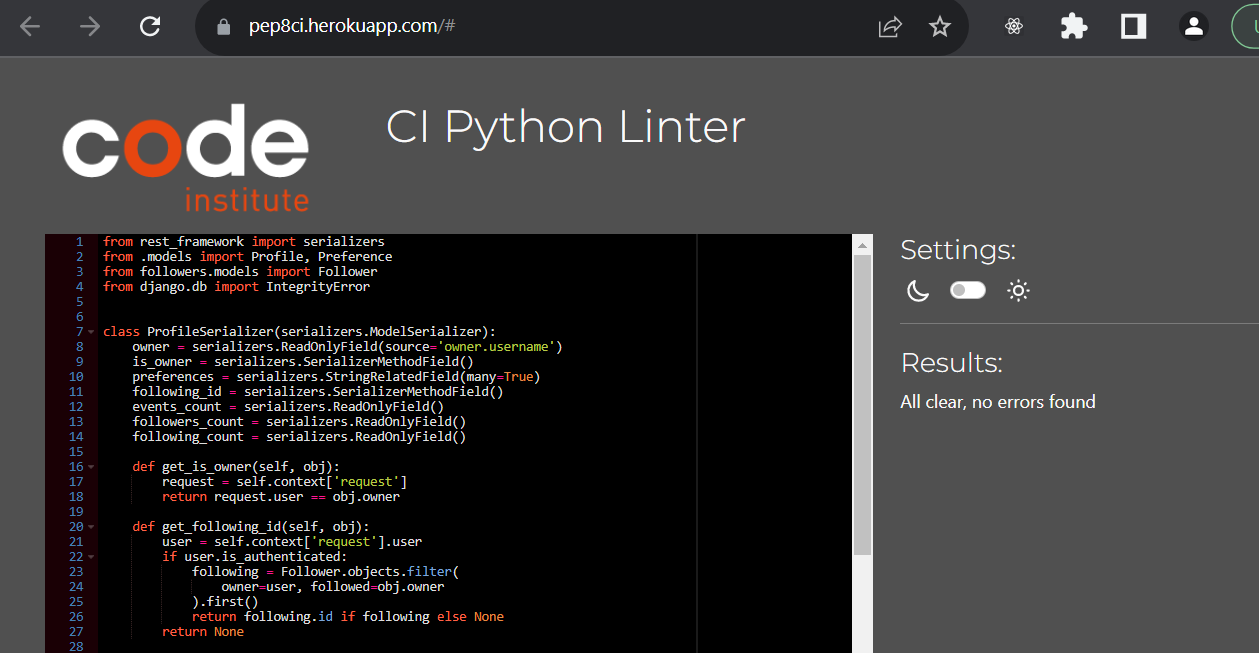 pep8ci.herokuapp.com/#
code
institute
CI Python Linter
1 from rest_framework import serializers
2 from .models import Profile, Preference
3 from followers.models import Follower
4 from django.db import IntegrityError
5
6
7 class ProfileSerializer(serializers.ModelSerializer):
8     owner = serializers.ReadOnlyField(source='owner.username')
9     is_owner = serializers.SerializerMethodField()
10     preferences = serializers.StringRelatedField(many=True)
11     following_id = serializers.SerializerMethodField()
12     events_count = serializers.ReadOnlyField()
13     followers_count = serializers.ReadOnlyField()
14     following_count = serializers.ReadOnlyField()
15
16     def get_is_owner(self, obj):
17         request = self.context['request']
18         return request.user == obj.owner
19
20     def get_following_id(self, obj):
21         user = self.context['request'].user
22         if user.is_authenticated:
23             following = Follower.objects.filter(
24                 owner=user, followed=obj.owner
25             ).first()
26             return following.id if following else None
27         return None
28
Settings:
Results:
All clear, no errors found